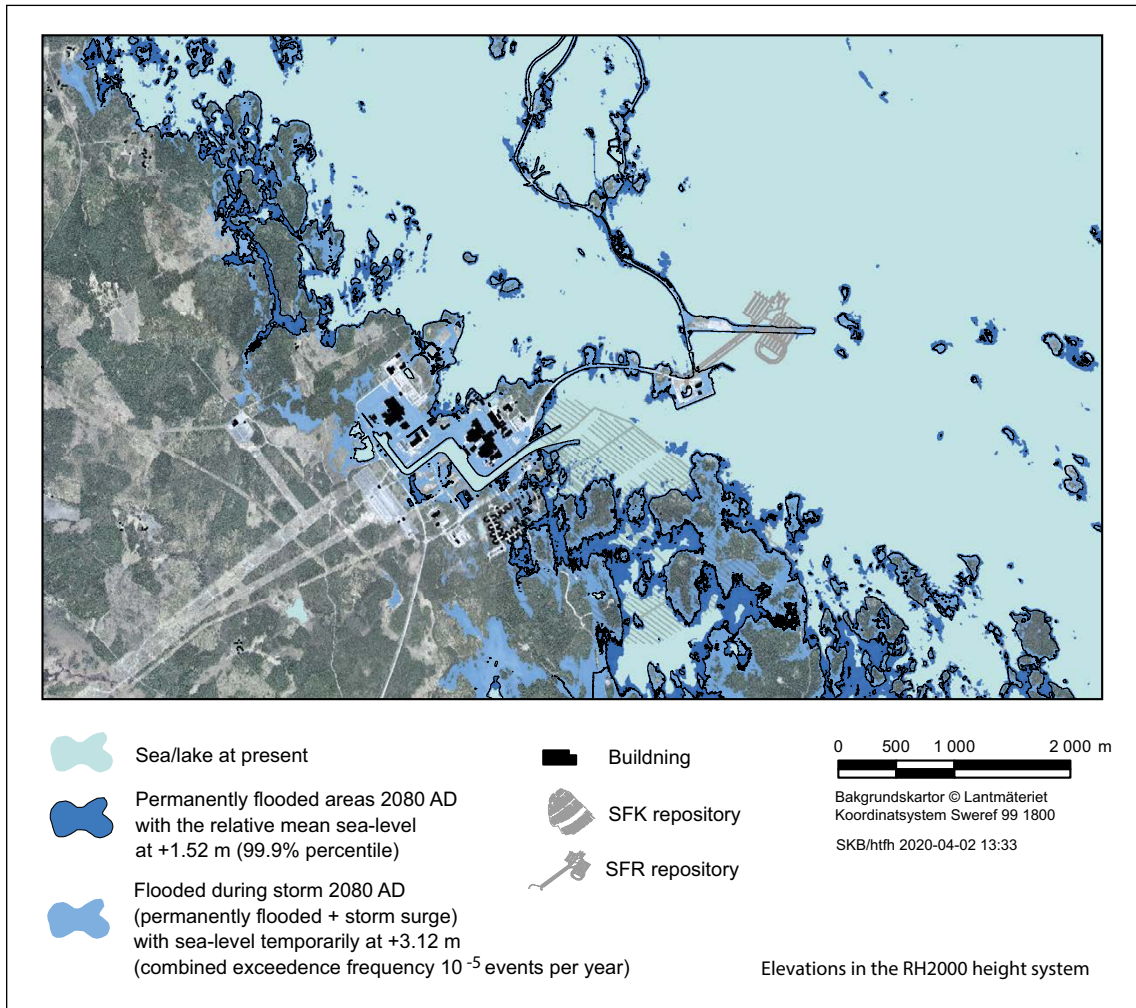 Sea/lake at present
Permanently flooded areas 2080 AD
with the relative mean sea-level
at +1.52 m (99.9% percentile)
Flooded during storm 2080 AD
(permanently flooded + storm surge)
with sea-level temporarily at +3.12 m
(combined exceedence frequency 10 -5 events per year)
Buildning
SFK repository
SFR repository
0 500 1 000 2 000 m
Bakgrundskartor © Lantmäteriet
Koordinatsystem Sweref 99 1800
SKB/htfh 2020-04-02 13:33
Elevations in the RH2000 height system